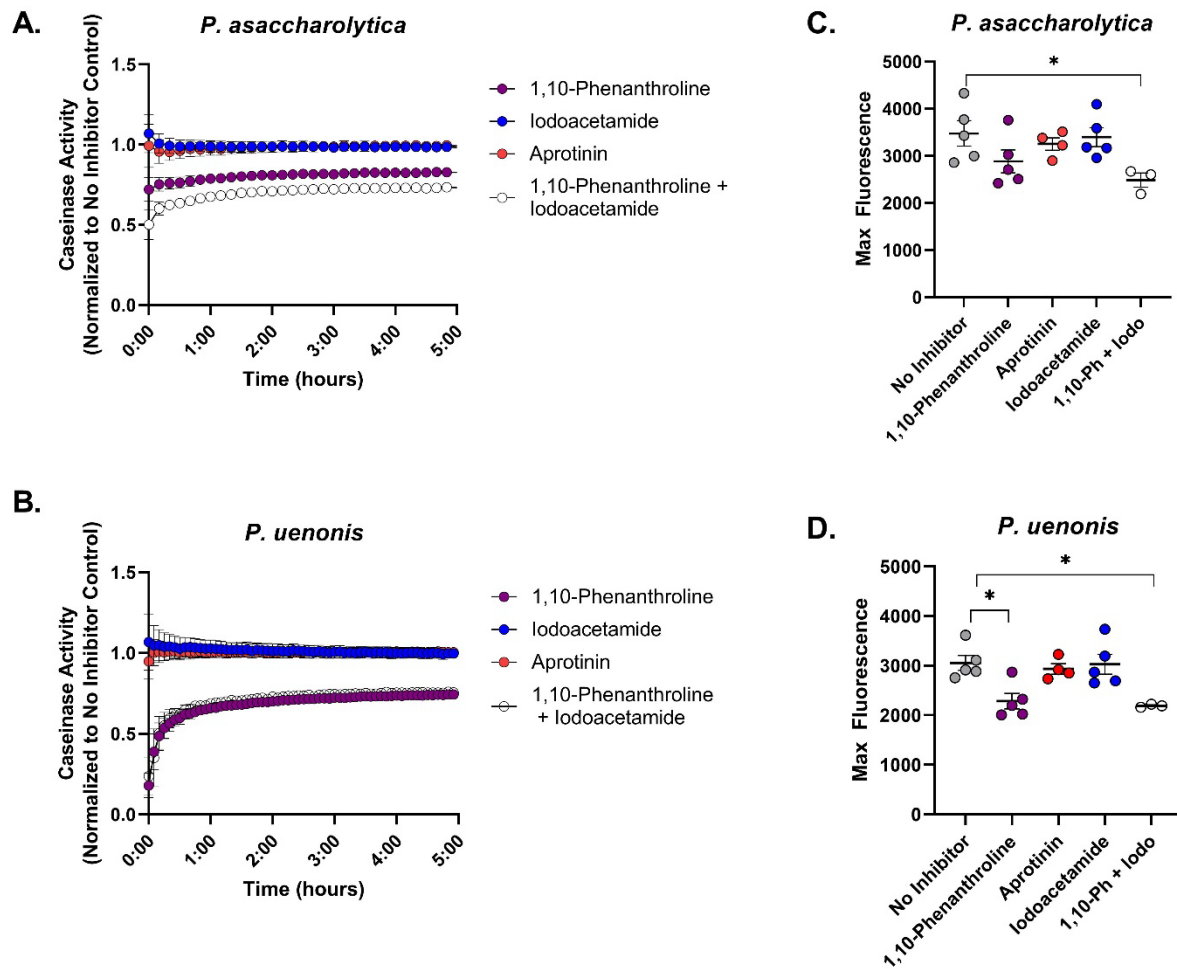 A.
P. asaccharolytica
Caseinase Activity
(Normalized to No Inhibitor Control)
1.5
1.0
0.5
0.0
0:00
1:00
2:00
3:00
4:00
5:00
Time (hours)
1,10-Phenanthroline
Iodoacetamide
Aprotinin
1,10-Phenanthroline +
Iodoacetamide
C.
P. asaccharolytica
Max Fluorescence
5000
4000
3000
2000
1000
0
*
No Inhibitor
1,10-Phenanthroline
Aprotinin
Iodoacetamide
1,10-Ph + Iodo
B.
P. uenonis
Caseinase Activity
(Normalized to No Inhibitor Control)
1.5
1.0
0.5
0.0
0:00
1:00
2:00
3:00
4:00
5:00
Time (hours)
1,10-Phenanthroline
Iodoacetamide
Aprotinin
1,10-Phenanthroline
+ Iodoacetamide
D.
P. uenonis
Max Fluorescence
5000
4000
3000
2000
1000
0
*
*
No Inhibitor
1,10-Phenanthroline
Aprotinin
Iodoacetamide
1,10-Ph + Iodo